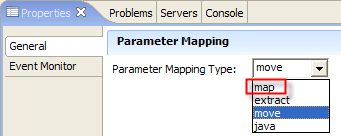 Properties Problems Servers Console
General
Event Monitor
Parameter Mapping
Parameter Mapping Type: move
map
extract
move
java